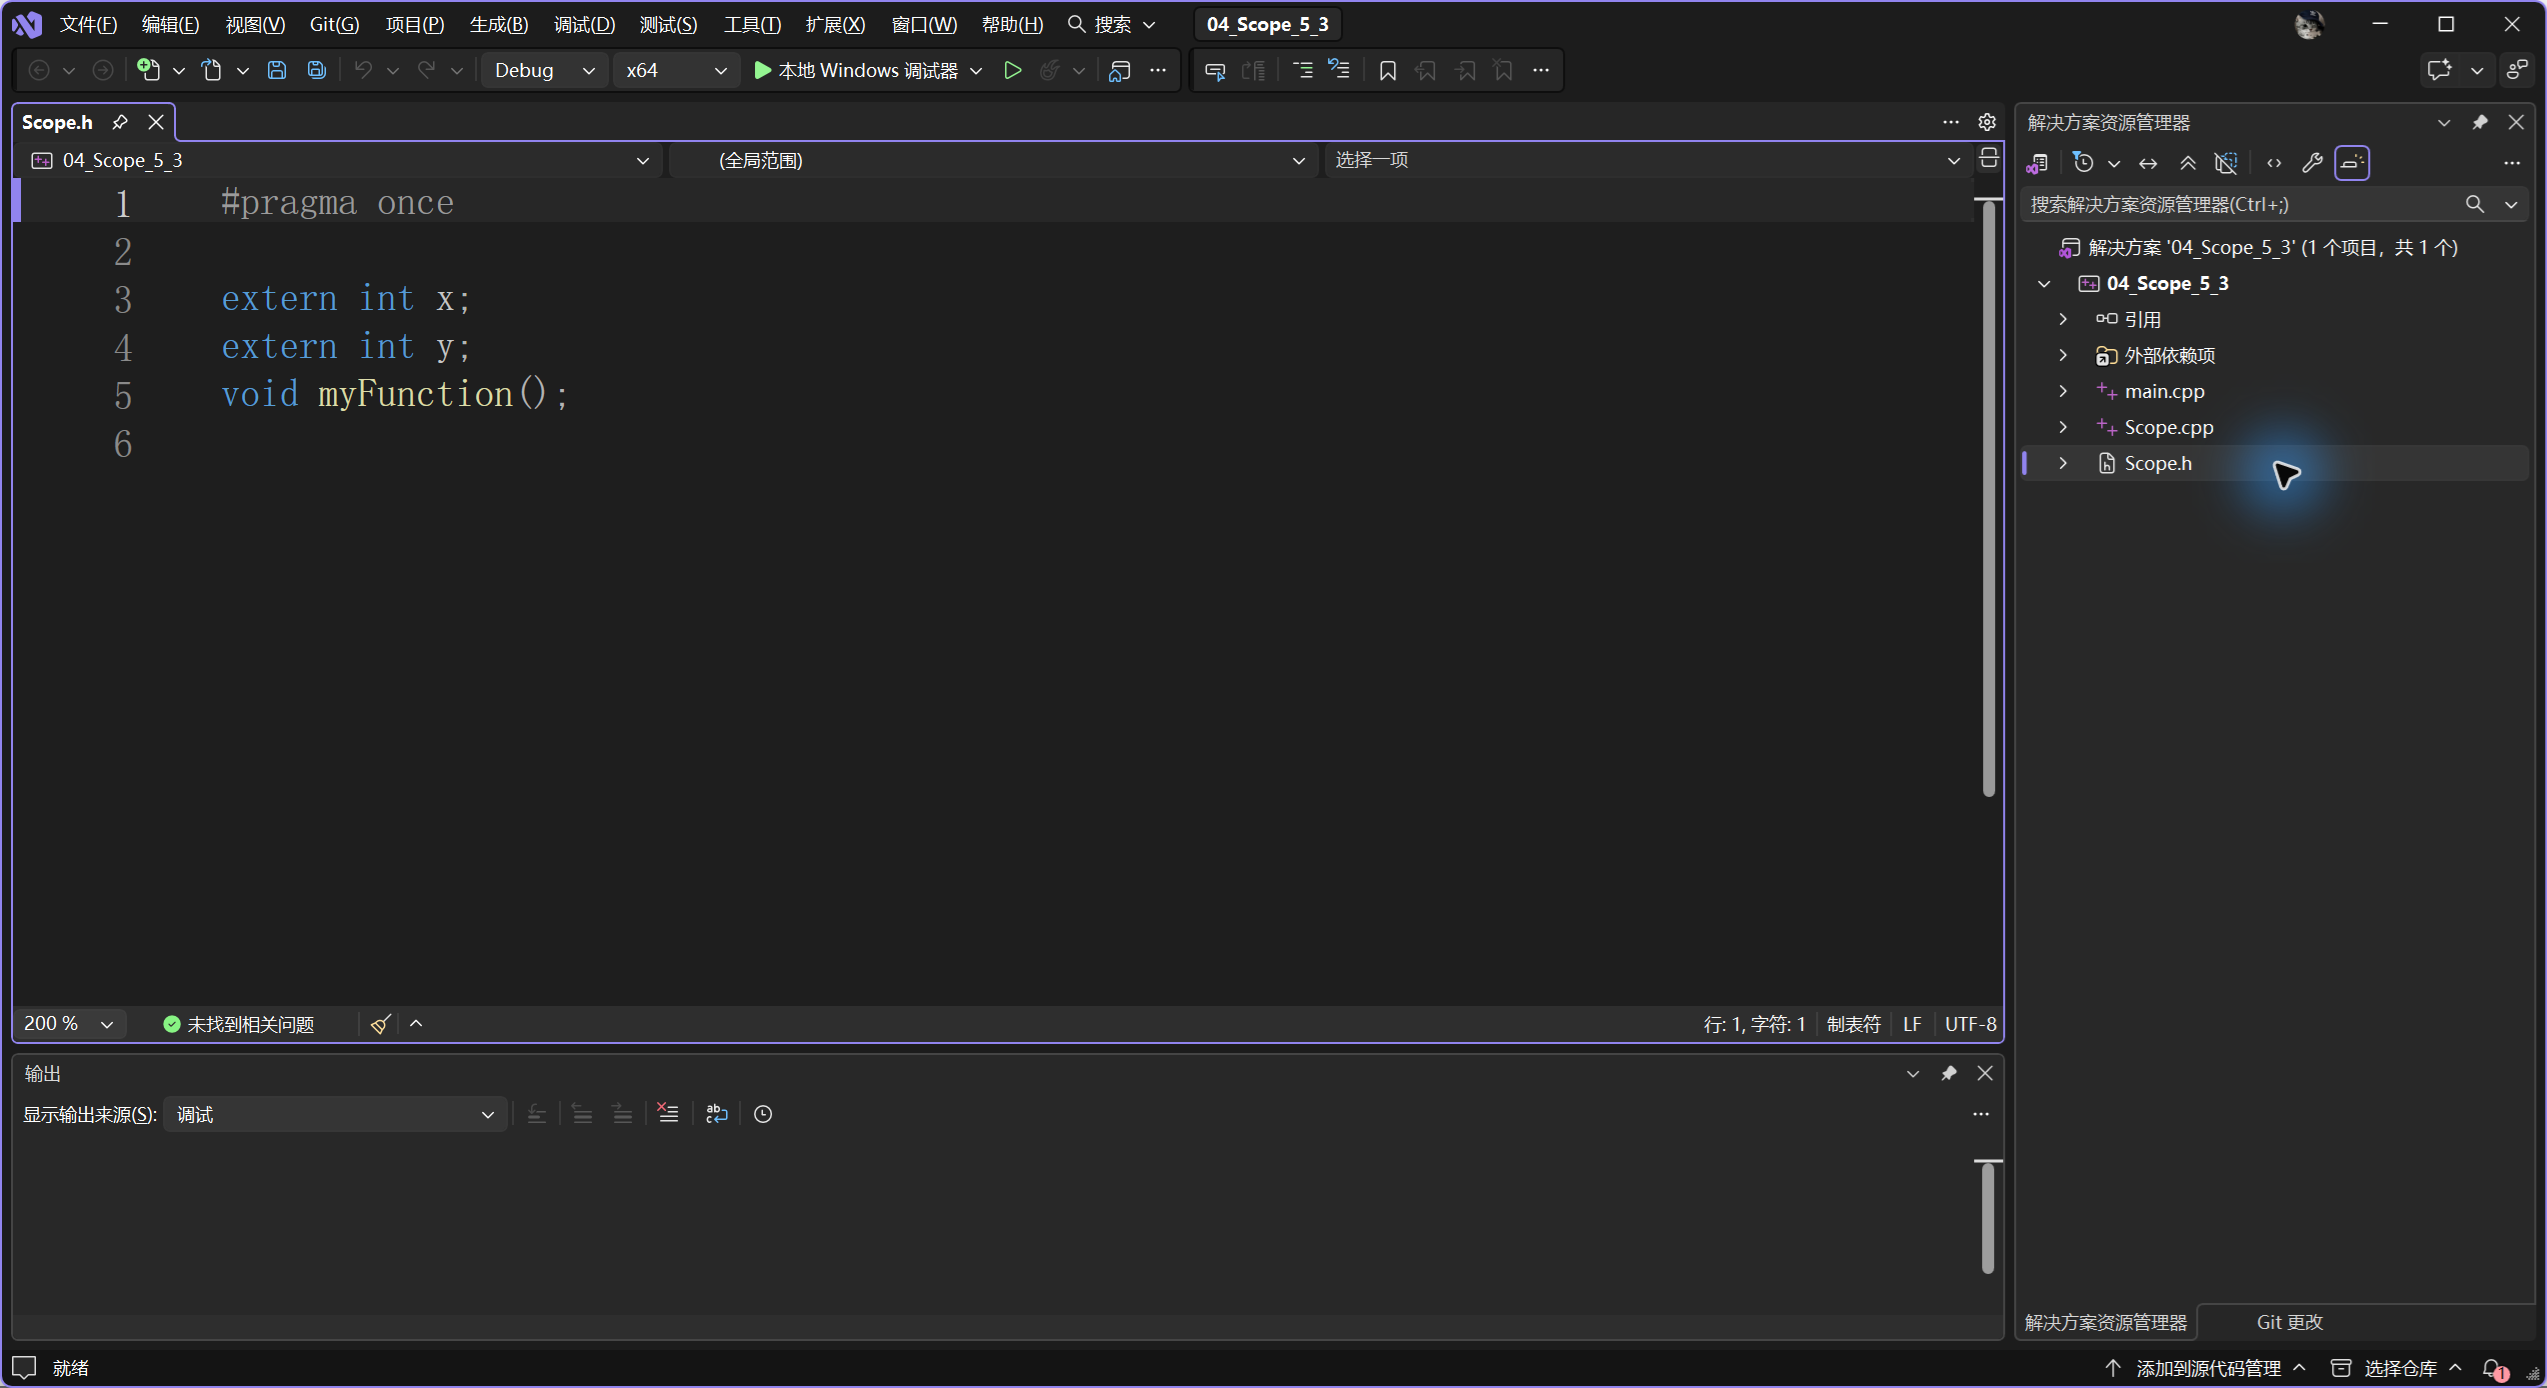 文件(F) 编辑(E) 视图(V) Git(G) 项目(P) 生成(B) 调试(D) 测试(S) 工具(T) 扩展(X) 窗口(W) 帮助(H) 搜索 04_Scope_5_3
Debug x64 本地 Windows 调试器
Scope.h
04_Scope_5_3 (全局范围) 选择一项
1 #pragma once
2
3 extern int x;
4 extern int y;
5 void myFunction();
6
200 % 未找到相关问题 行: 1, 字符: 1 制表符 LF UTF-8
输出
显示输出来源(S): 调试
解决方案资源管理器
搜索解决方案资源管理器(Ctrl+;)
解决方案 '04_Scope_5_3' (1 个项目，共 1 个)
04_Scope_5_3
引用
外部依赖项
main.cpp
Scope.cpp
Scope.h
解决方案资源管理器 Git 更改
就绪 添加到源代码管理 选择仓库 1